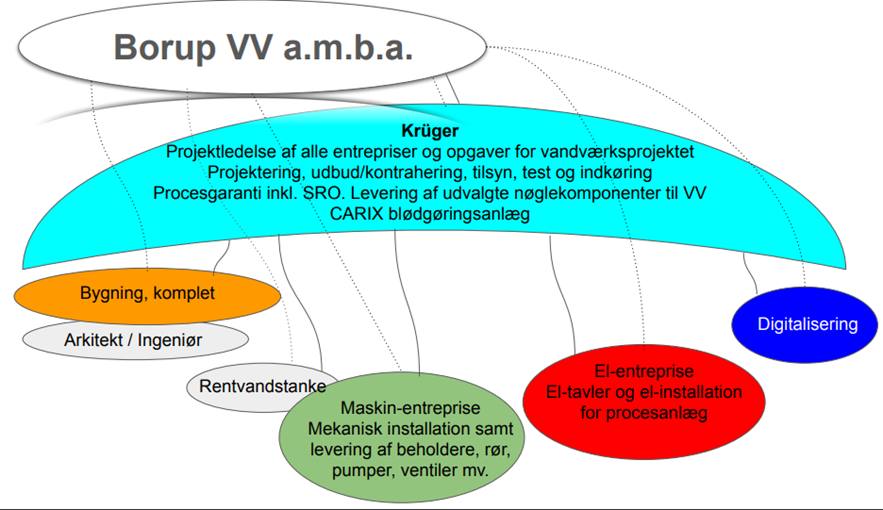 Borup VV a.m.b.a.
Krüger
Projektledelse af alle entrepriser og opgaver for vandværksprojektet
Projektering, udbud/kontrahering, tilsyn, test og indkøring
Procesgaranti inkl. SRO. Levering af udvalgte nøglekomponenter til VV
CARIX blødgøringsanlæg
Bygning, komplet
Arkitekt / Ingeniør
Rentvandstanke
Maskin-entreprise
Mekanisk installation samt
levering af beholdere, rør,
pumper, ventiler mv.
El-entreprise
El-tavler og el-installation
for procesanlæg
Digitalisering